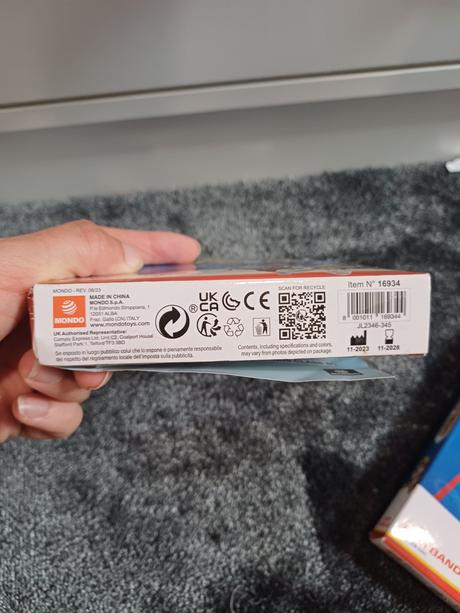 MONDO - REV. 06/23
MONDO
MADE IN CHINA
MONDO S.p.A.
P.le Edmondo Stroppiana, 1
12051 ALBA
Fraz. Gallo (CN) ITALY
www.mondotoys.com
UK Authorised Representative:
Comply Express Ltd, Unit C2, Coalport House
Stafford Park 1, Telford TF3 3BD
Se esposto in luogo pubblico colui che lo espone è pienamente responsabile
del regolamento locale dell'imposta sulla pubblicità.
®
UK
CA
CE
SCAN FOR RECYCLE
Contents, including specifications and colors,
may vary from photos depicted on package.
Item N° 16934
8 001011 169344
JL2346-345
11-2023
11-2028
BAND